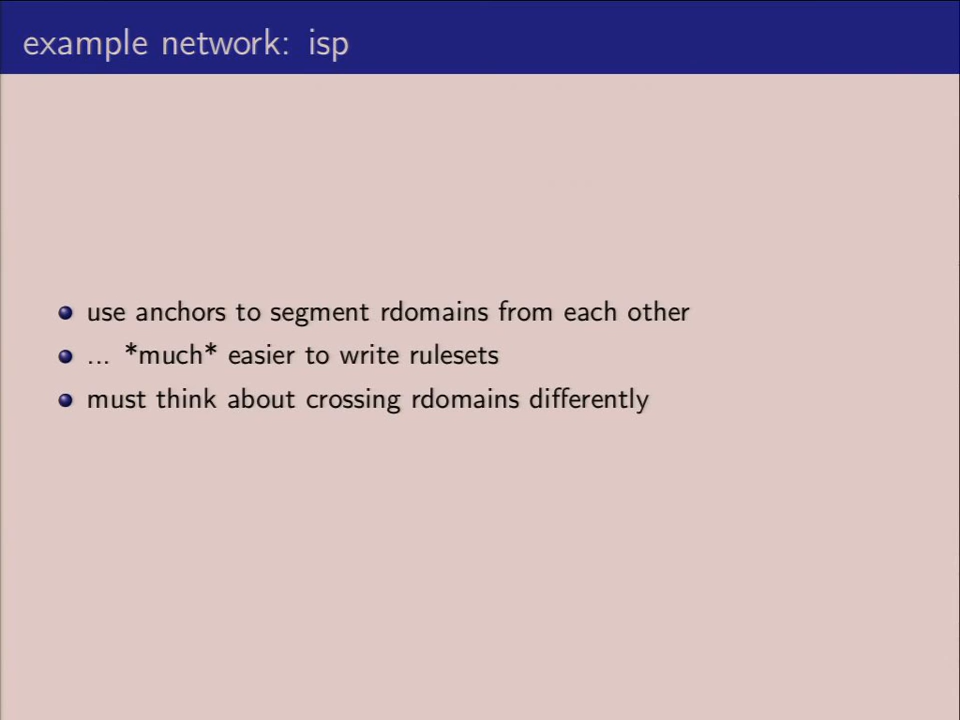 example network: isp
use anchors to segment rdomains from each other
... *much* easier to write rulesets
must think about crossing rdomains differently